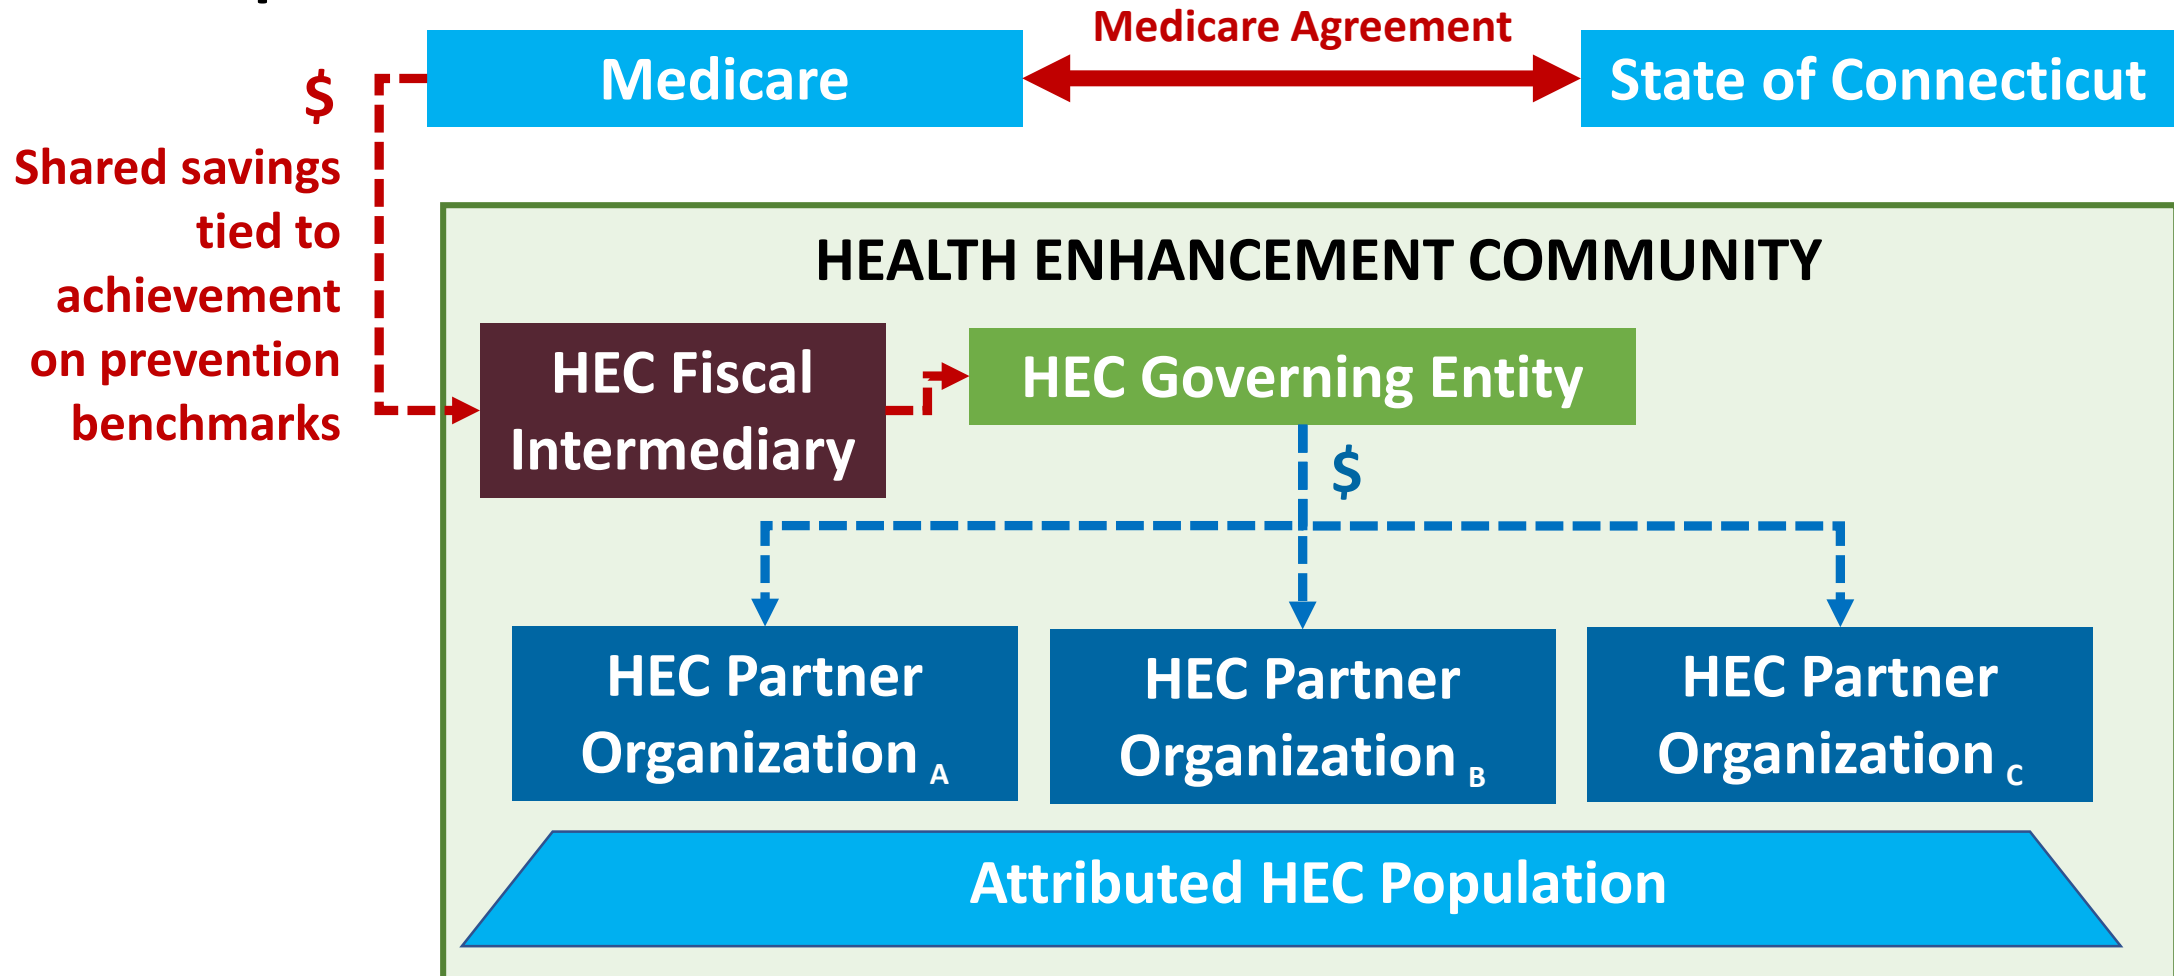 Medicare Agreement
Medicare
State of Connecticut
$
Shared savings
tied to
achievement
on prevention
benchmarks
HEALTH ENHANCEMENT COMMUNITY
HEC Fiscal
Intermediary
HEC Governing Entity
$
HEC Partner
Organization A
HEC Partner
Organization B
HEC Partner
Organization C
Attributed HEC Population